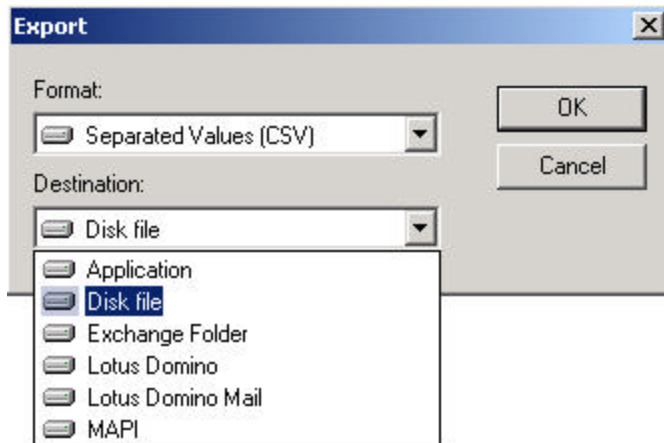 Export
Format:
OK
Separated Values (CSV)
Cancel
Destination:
Disk file
Application
Disk file
Exchange Folder
Lotus Domino
Lotus Domino Mail
MAPI